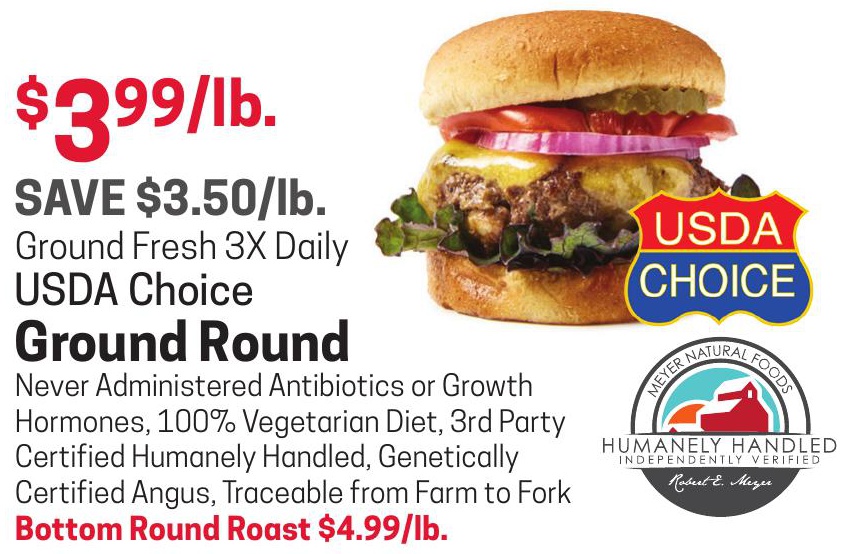 $3.99/lb.
SAVE $3.50/lb.
Ground Fresh 3X Daily
USDA Choice
Ground Round
Never Administered Antibiotics or Growth
Hormones, 100% Vegetarian Diet, 3rd Party
Certified Humanely Handled, Genetically
Certified Angus, Traceable from Farm to Fork
Bottom Round Roast $4.99/lb.
USDA
CHOICE
MEYER NATURAL FOODS
HUMANELY HANDLED
INDEPENDENTLY VERIFIED
Robert E. Meyer